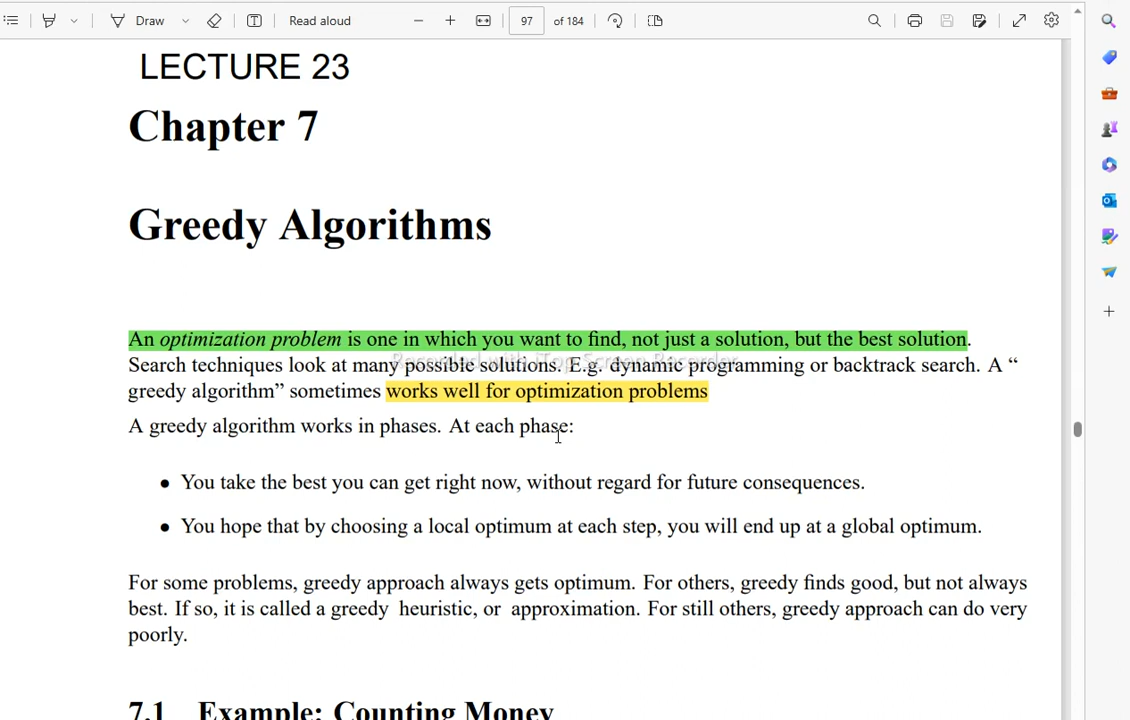 Draw
Read aloud
97
of 184
LECTURE 23
Chapter 7
Greedy Algorithms
An optimization problem is one in which you want to find, not just a solution, but the best solution.
Recorded with iTop Screen Recorder
Search techniques look at many possible solutions. E.g. dynamic programming or backtrack search. A “
greedy algorithm” sometimes works well for optimization problems
A greedy algorithm works in phases. At each phase:
• You take the best you can get right now, without regard for future consequences.
• You hope that by choosing a local optimum at each step, you will end up at a global optimum.
For some problems, greedy approach always gets optimum. For others, greedy finds good, but not always
best. If so, it is called a greedy heuristic, or approximation. For still others, greedy approach can do very
poorly.
7.1 Example: Counting Money